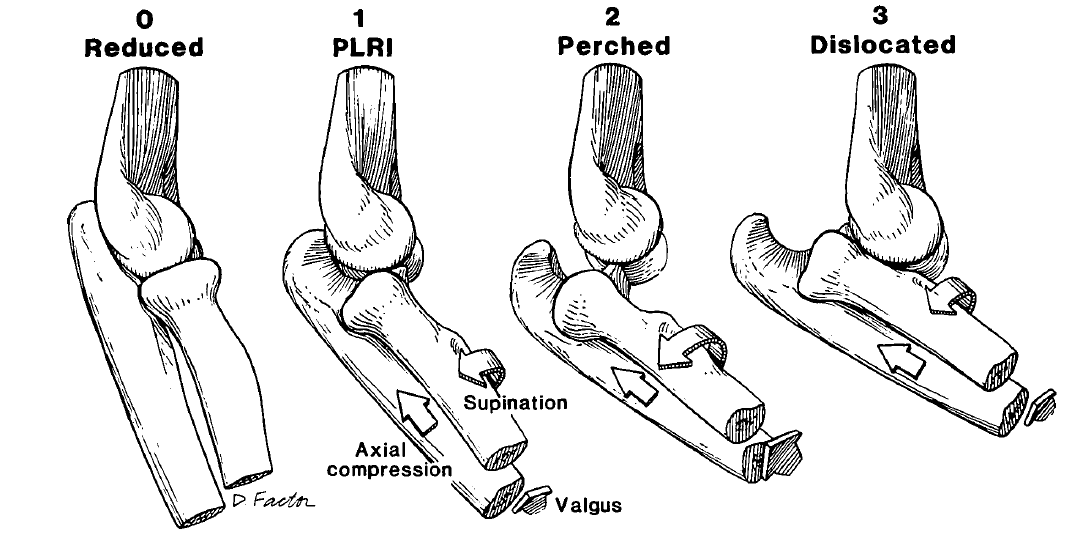 0
Reduced
1
PLRI
2
Perched
3
Dislocated
Supination
Axial
compression
Valgus
D. Factor